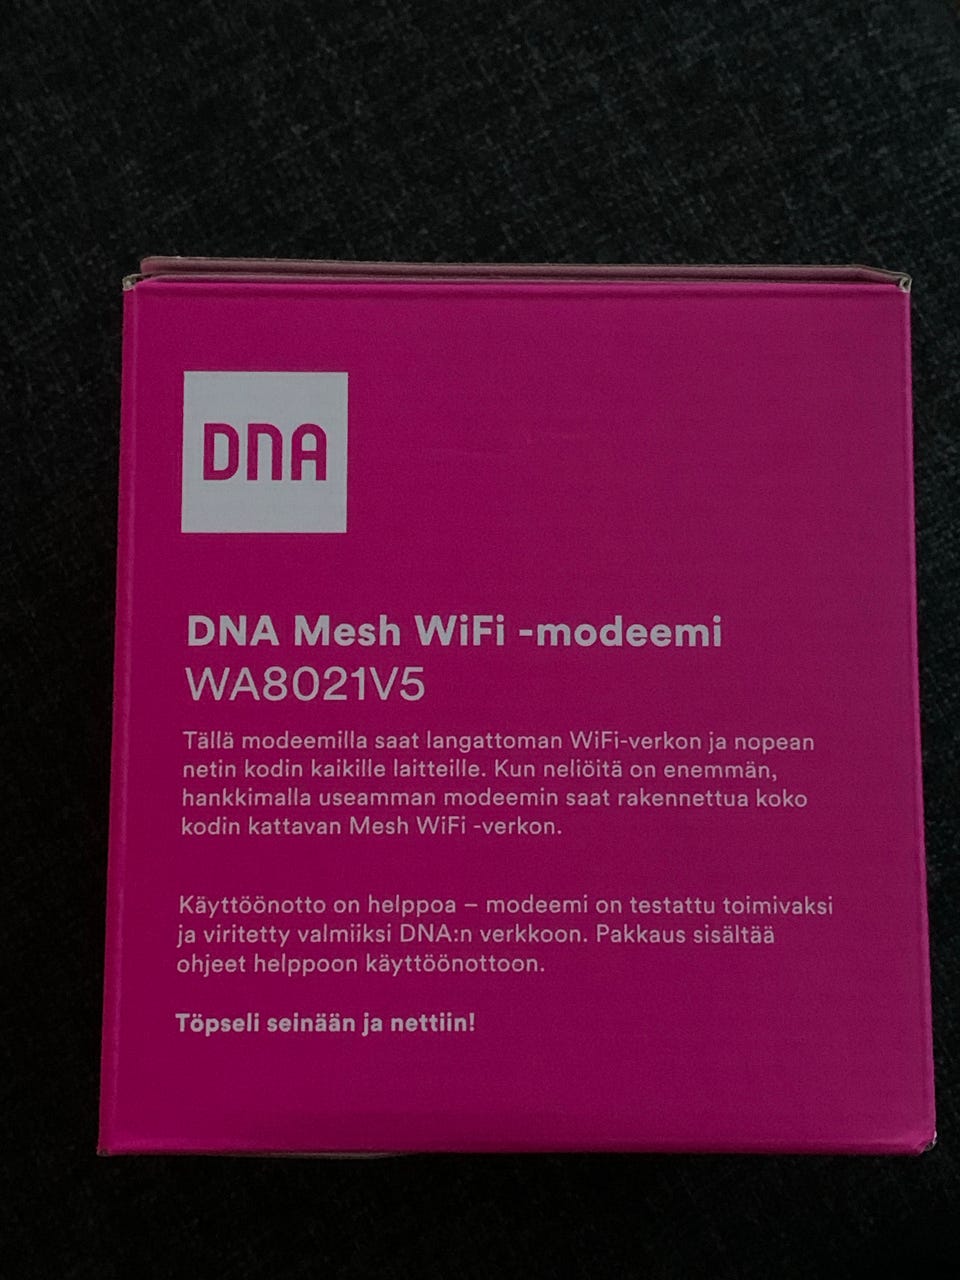 DNA
DNA Mesh WiFi -modeemi
WA8021V5
Tällä modeemilla saat langattoman WiFi-verkon ja nopean
netin kodin kaikille laitteille. Kun neliöitä on enemmän,
hankkimalla useamman modeemin saat rakennettua koko
kodin kattavan Mesh WiFi -verkon.
Käyttöönotto on helppoa – modeemi on testattu toimivaksi
ja viritetty valmiiksi DNA:n verkkoon. Pakkaus sisältää
ohjeet helppoon käyttöönottoon.
Töpseli seinään ja nettiin!